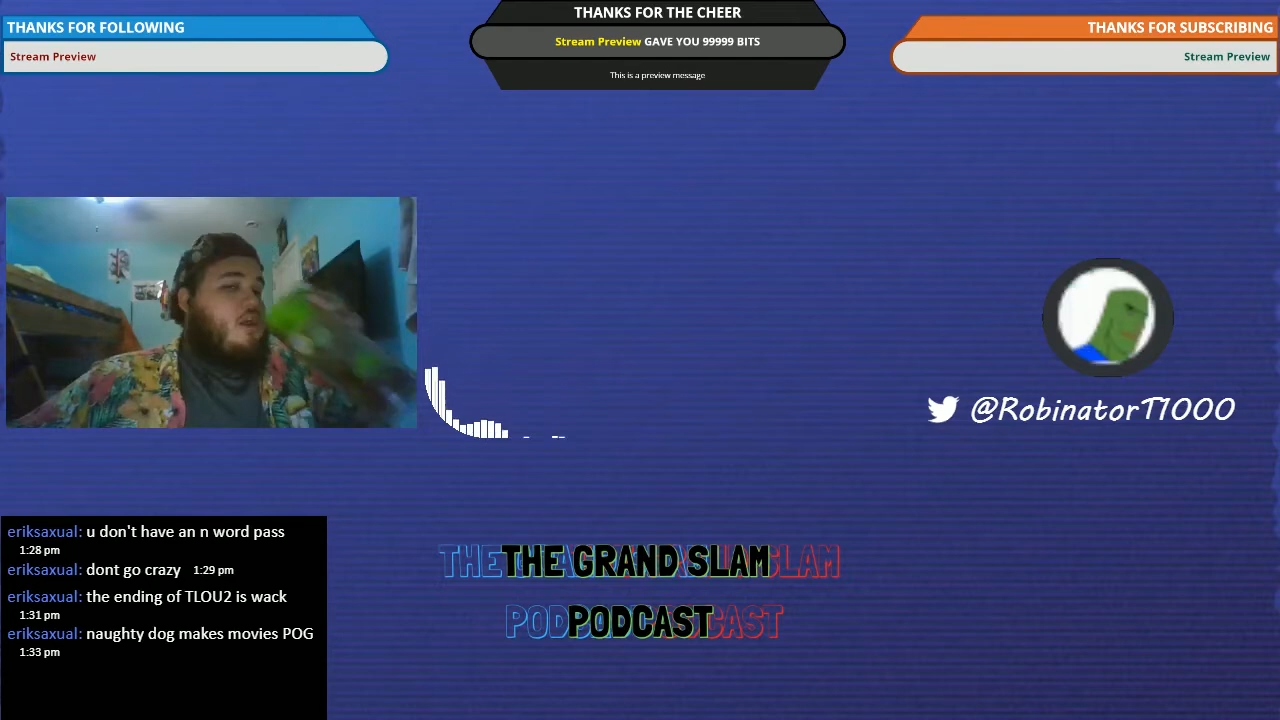 THANKS FOR FOLLOWING
Stream Preview
THANKS FOR THE CHEER
Stream Preview GAVE YOU 99999 BITS
This is a preview message
THANKS FOR SUBSCRIBING
Stream Preview
@RobinatorT1000
eriksaxual: u don't have an n word pass
1:28 pm
eriksaxual: dont go crazy 1:29 pm
eriksaxual: the ending of TLOU2 is wack
1:31 pm
eriksaxual: naughty dog makes movies POG
1:33 pm
THE GRAND SLAM
PODCAST